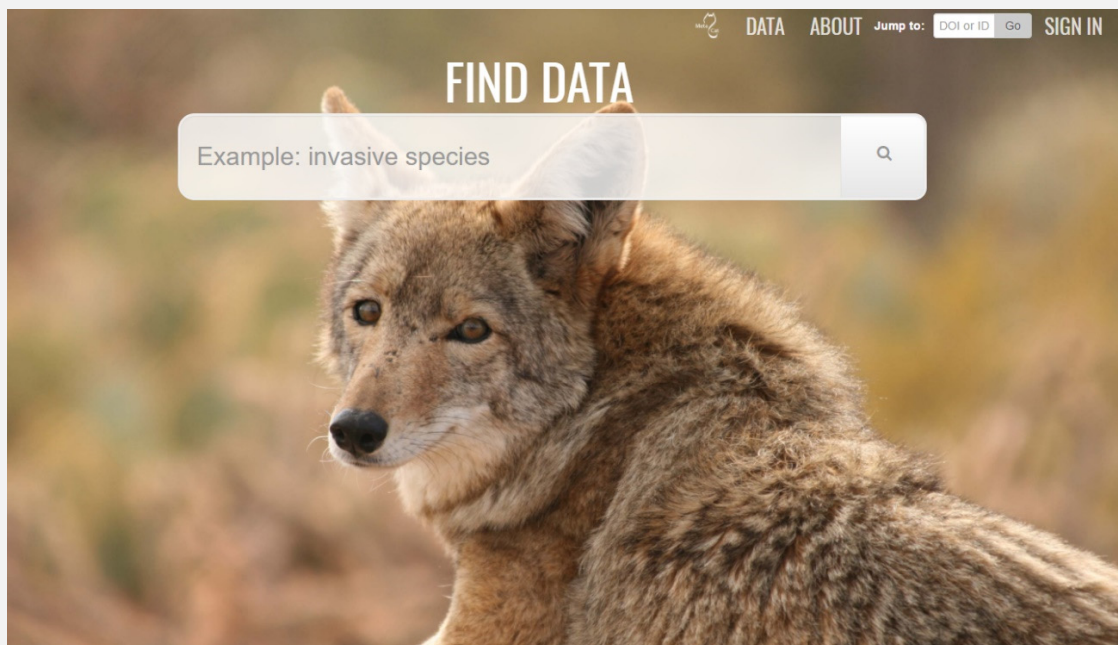 DATA ABOUT Jump to: DOI or ID Go SIGN IN
FIND DATA
Example: invasive species